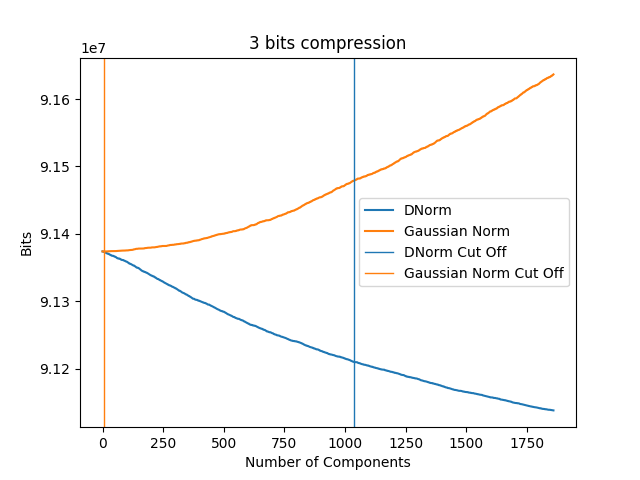 3 bits compression
1e7
9.16
9.15
9.14
9.13
9.12
Bits
DNorm
Gaussian Norm
DNorm Cut Off
Gaussian Norm Cut Off
0 250 500 750 1000 1250 1500 1750
Number of Components